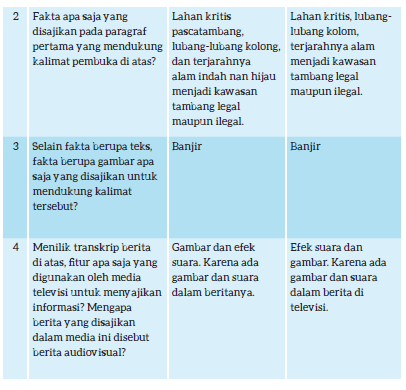 2
Fakta apa saja yang
disajikan pada paragraf
pertama yang mendukung
kalimat pembuka di atas?
Lahan kritis
pascatambang,
lubang-lubang kolong,
dan terjarahnya
alam indah nan hijau
menjadi kawasan
tambang legal
maupun ilegal.
Lahan kritis, lubang-
lubang kolom,
terjarahnya alam
menjadi kawasan
tambang legal
maupun ilegal.
3
Selain fakta berupa teks,
fakta berupa gambar apa
saja yang disajikan untuk
mendukung kalimat
tersebut?
Banjir
Banjir
4
Menilik transkrip berita
di atas, fitur apa saja yang
digunakan oleh media
televisi untuk menyajikan
informasi? Mengapa
berita yang disajikan
dalam media ini disebut
berita audiovisual?
Gambar dan efek
suara. Karena ada
gambar dan suara
dalam beritanya.
Efek suara dan
gambar. Karena ada
gambar dan suara
dalam berita di
televisi.